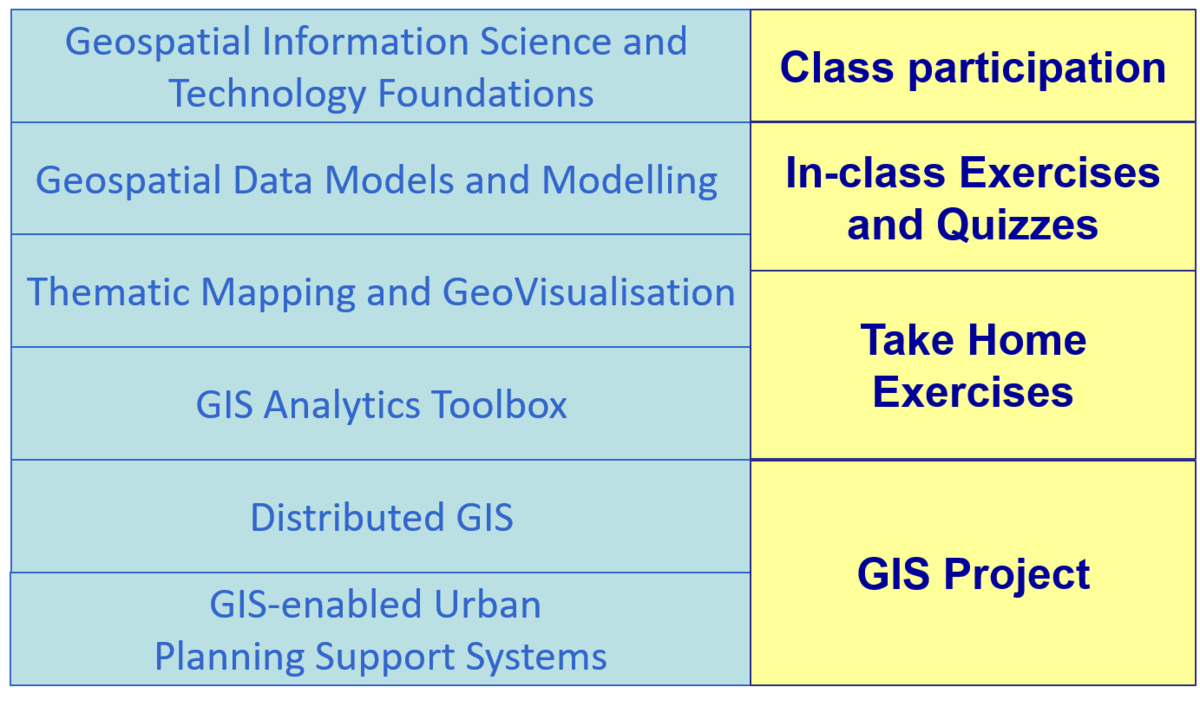 Geospatial Information Science and
Technology Foundations
Class participation
Geospatial Data Models and Modelling
In-class Exercises
and Quizzes
Thematic Mapping and GeoVisualisation
Take Home
Exercises
GIS Analytics Toolbox
Distributed GIS
GIS Project
GIS-enabled Urban
Planning Support Systems